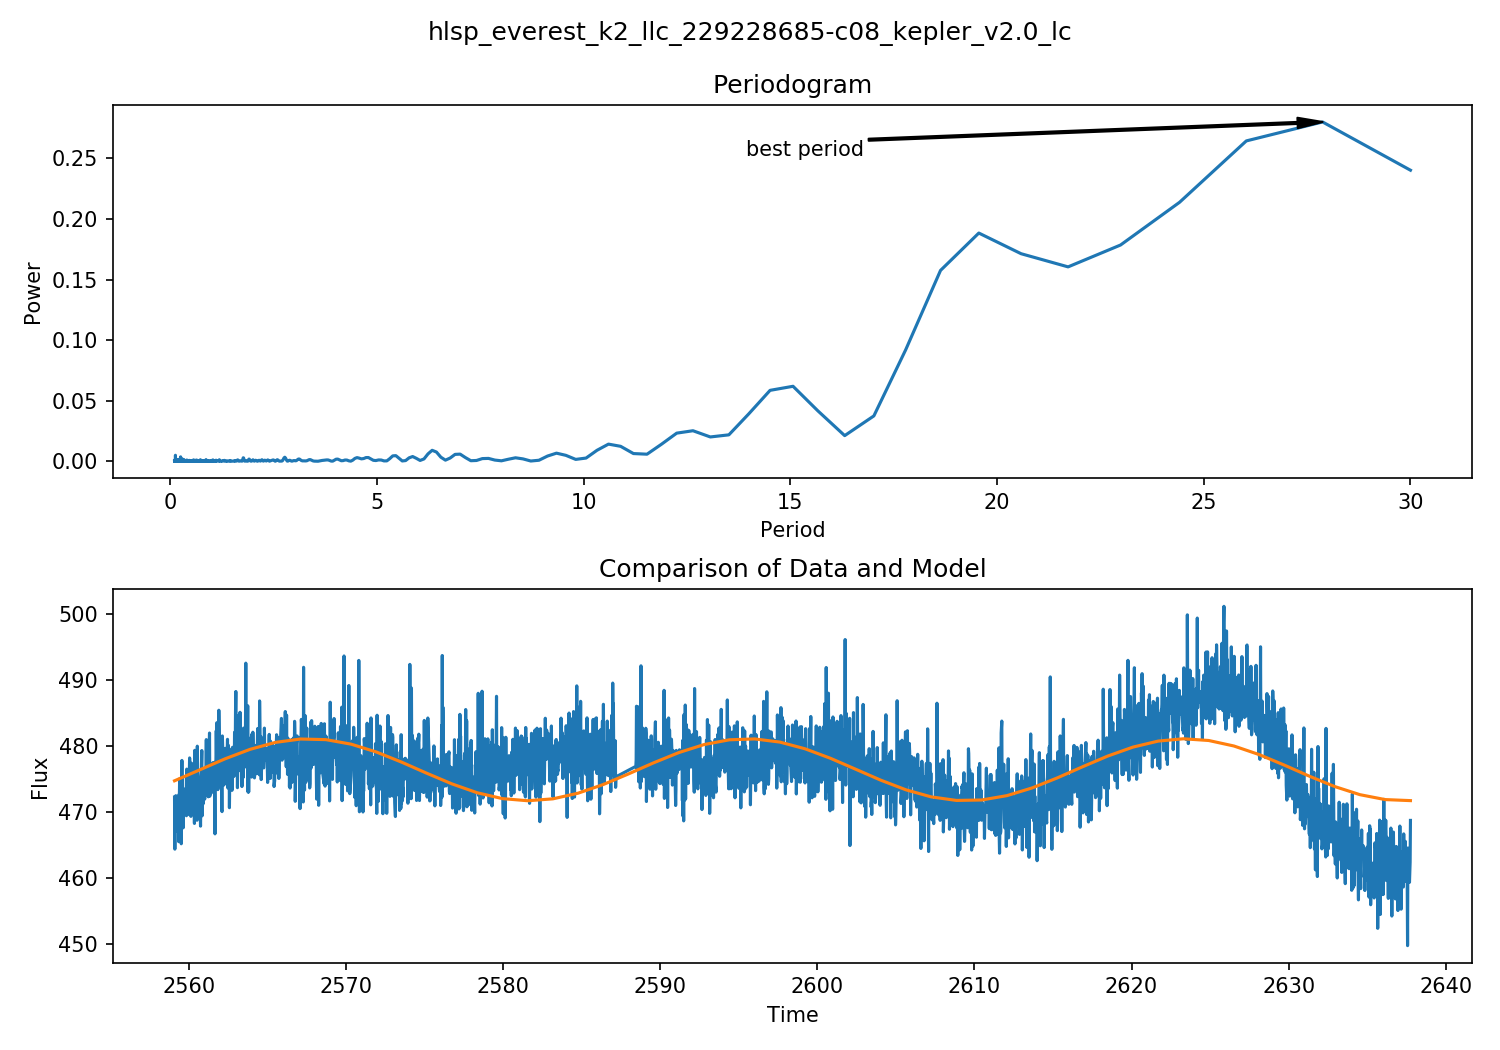 hlsp_everest_k2_llc_229228685-c08_kepler_v2.0_lc
Periodogram
best period
Power
0.25
0.20
0.15
0.10
0.05
0.00
0 5 10 15 20 25 30
Period
Comparison of Data and Model
Flux
500
490
480
470
460
450
2560 2570 2580 2590 2600 2610 2620 2630 2640
Time